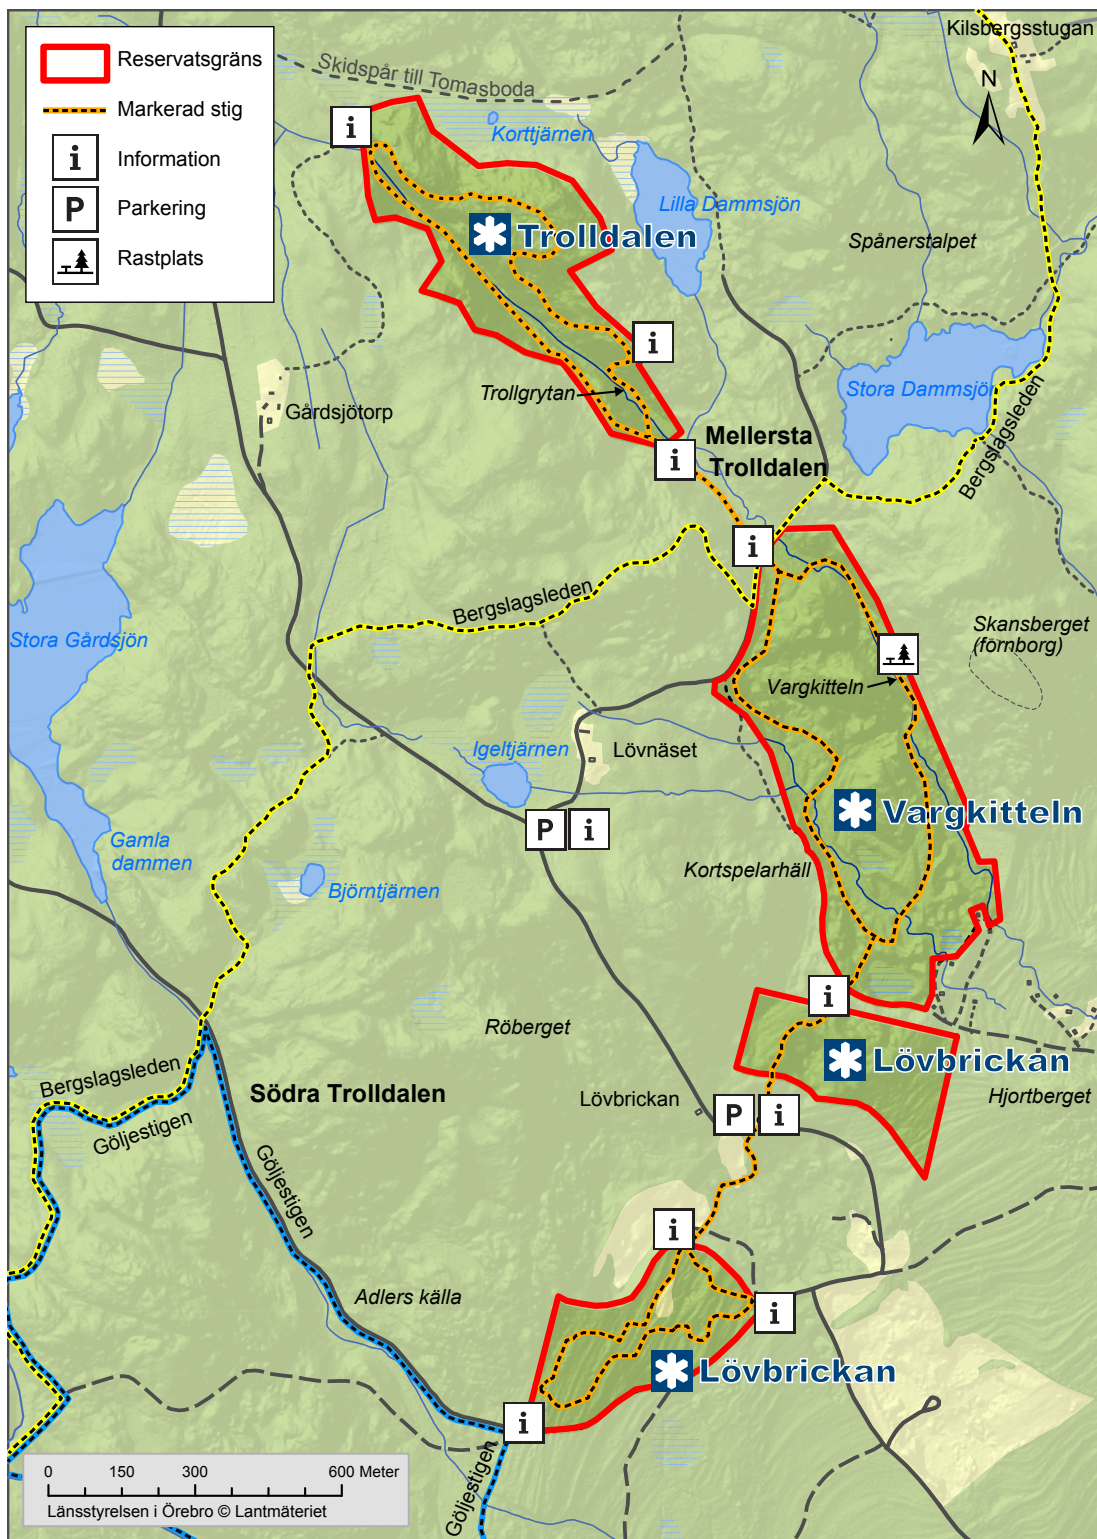 Reservatsgräns
Markerad stig
i Information
P Parkering
Rastplats
Kilsbergsstugan
N
Skidspår till Tomasboda
i
Korttjärnen
Lilla Dammsjön
Trolldalen
Spånerstalpet
i
Trollgrytan
Stora Dammsjön
Gårdsjötorp
Mellersta
Trolldalen
i
Bergslagsleden
i
Bergslagsleden
Stora Gårdsjön
Skansberget
(förnborg)
Vargkitteln
Igeltjärnen
Lövnäset
Vargkitteln
P i
Gamla
dammen
Kortspelarhäll
Björntjärnen
i
Röberget
Lövbrickan
Bergslagsleden
Göljestigen
Södra Trolldalen
Lövbrickan
Hjortberget
P i
Göljestigen
i
Adlers källa
i
Lövbrickan
i
Göljestigen
0 150 300 600 Meter
Länsstyrelsen i Örebro © Lantmäteriet